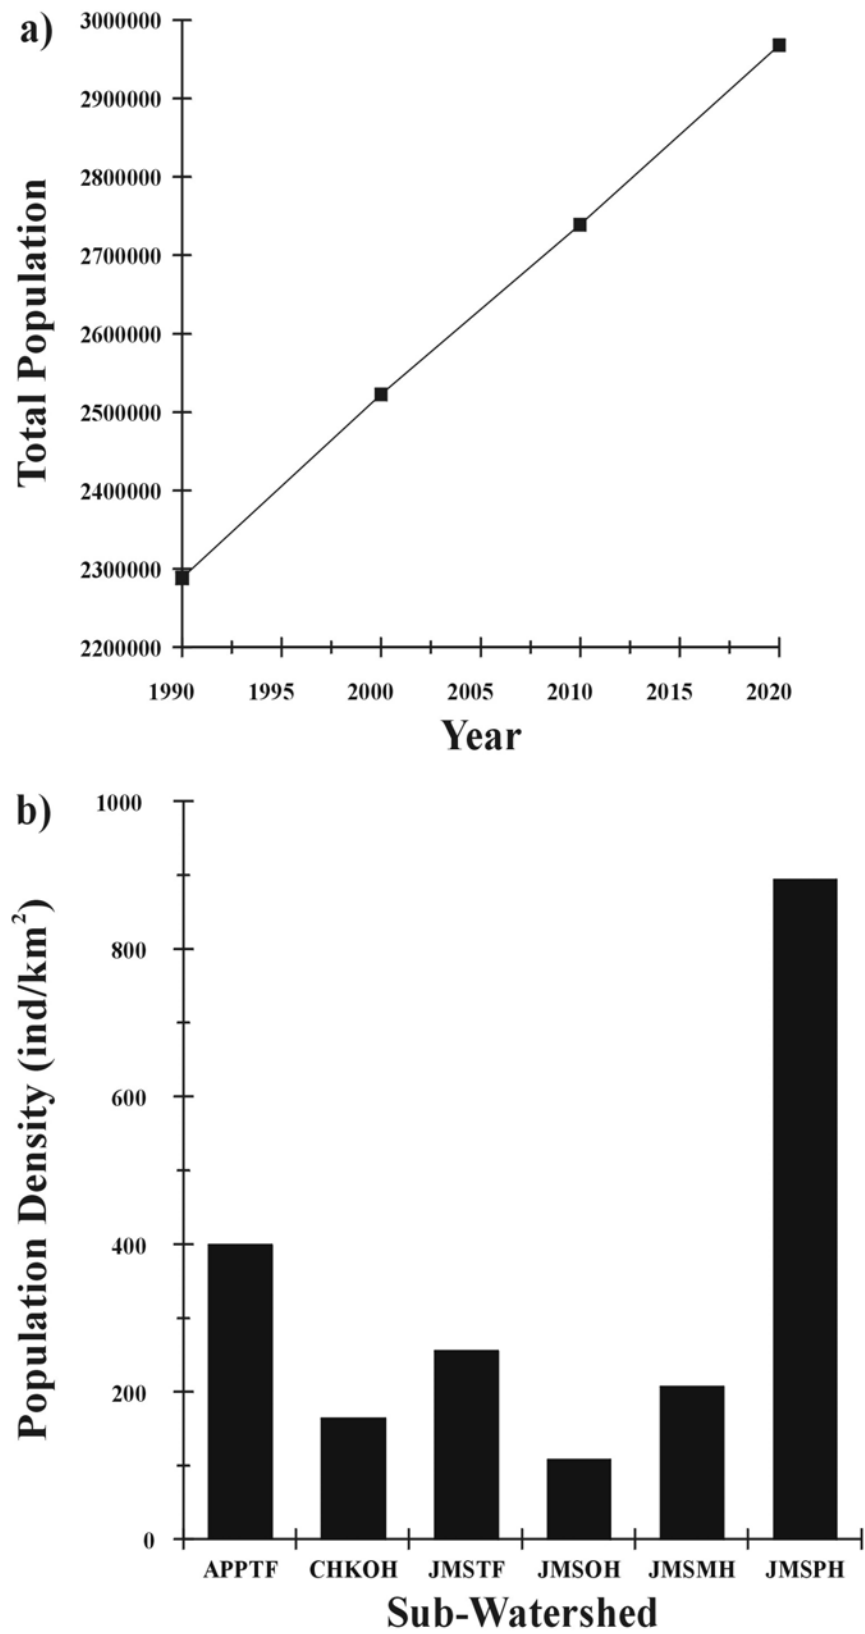 a)
3000000
2900000
2800000
2700000
2600000
2500000
2400000
2300000
2200000
Total Population
1990 1995 2000 2005 2010 2015 2020
Year
b)
1000
800
600
400
200
0
Population Density (ind/km²)
APPTF CHKOH JMSTF JMSOH JMSMH JMSPH
Sub-Watershed